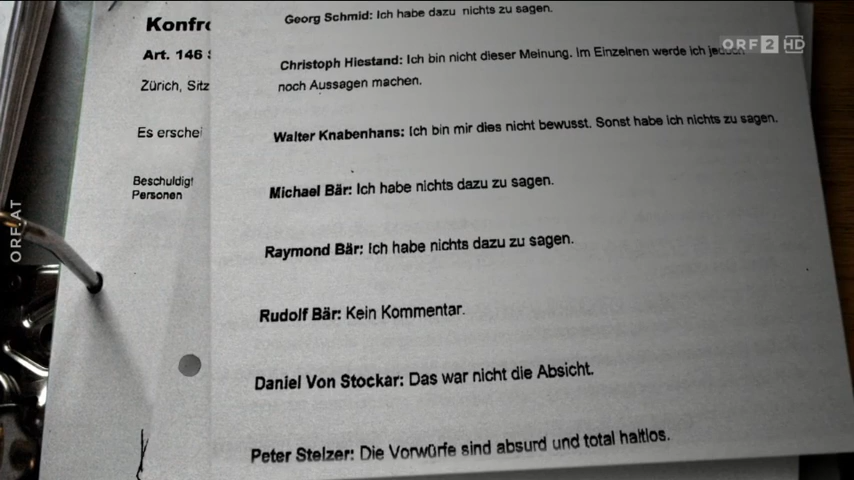 ORF 2 HD
ORF.AT
Konfro
Art. 146
Zürich, Sitz
Es erschei
Beschuldigt
Personen
Georg Schmid: Ich habe dazu nichts zu sagen.
Christoph Hiestand: Ich bin nicht dieser Meinung. Im Einzelnen werde ich
noch Aussagen machen.
Walter Knabenhans: Ich bin mir dies nicht bewusst. Sonst habe ich nichts zu sagen.
Michael Bär: Ich habe nichts dazu zu sagen.
Raymond Bär: Ich habe nichts dazu zu sagen.
Rudolf Bär: Kein Kommentar.
Daniel Von Stockar: Das war nicht die Absicht.
Peter Stelzer: Die Vorwürfe sind absurd und total haltlos.